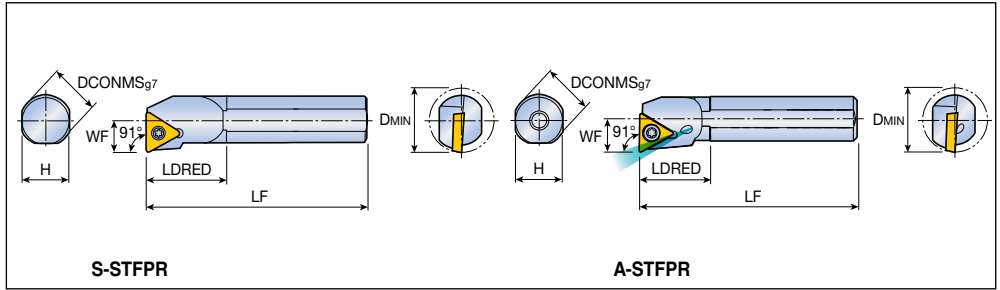 DCONMSg7
WF
91°
H
LDRED
LF
DMIN
S-STFPR
DCONMSg7
WF
91°
H
LDRED
LF
DMIN
A-STFPR